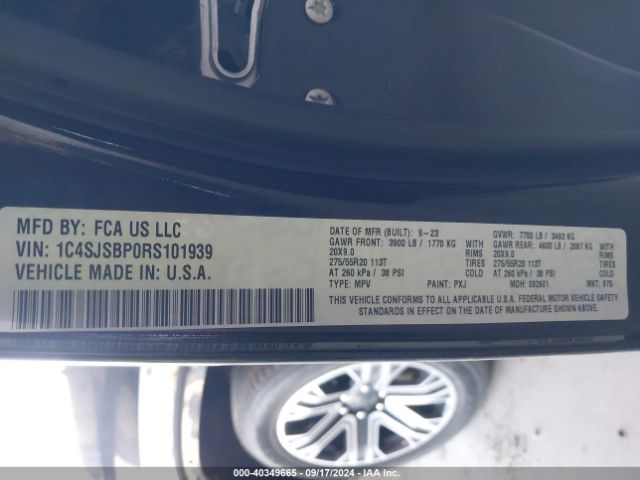 MFD BY: FCA US LLC
VIN: 1C4SJSBP0RS101939
VEHICLE MADE IN: U.S.A.
DATE OF MFR (BUILT): 9-23
GAWR FRONT: 3900 LB / 1770 KG
20X9.0
275/55R20 113T
AT 260 kPa / 38 PSI
TYPE: MPV PAINT: PXJ
GVWR: 7700 LB / 3493 KG
GAWR REAR: 4600 LB / 2087 KG
RIMS 20X9.0
TIRES 275/55R20 113T
COLD AT 260 kPa / 38 PSI
MDH: 092601 MKT: 875
RIMS
TIRES
COLD
THIS VEHICLE CONFORMS TO ALL APPLICABLE U.S.A. FEDERAL MOTOR VEHICLE SAFETY
STANDARDS IN EFFECT ON THE DATE OF MFR SHOWN ABOVE.
000-40349665 - 09/17/2024 - IAA Inc.